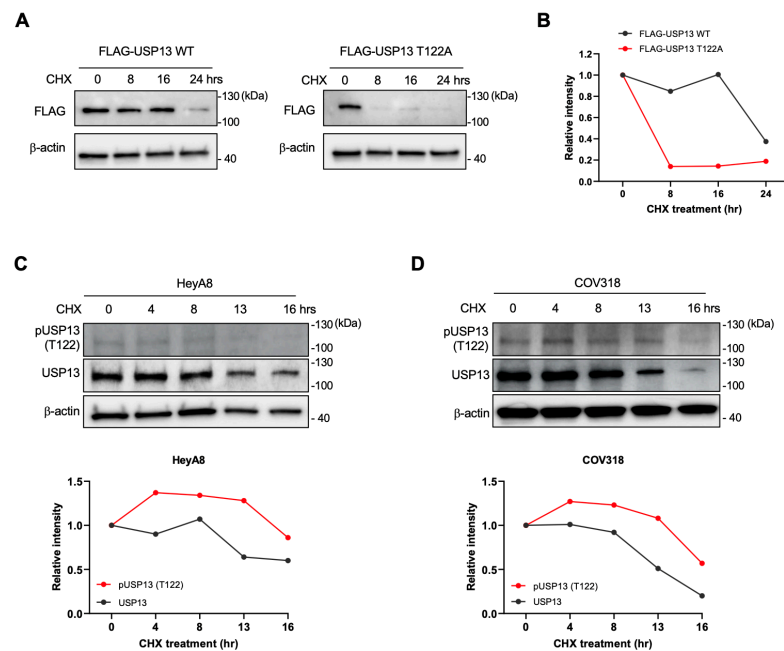 A
FLAG-USP13 WT
CHX 0 8 16 24 hrs
FLAG
130 (kDa)
100
β-actin
40
FLAG-USP13 T122A
CHX 0 8 16 24 hrs
FLAG
130 (kDa)
100
β-actin
40
B
FLAG-USP13 WT
FLAG-USP13 T122A
Relative intensity
1.2
1.0
0.8
0.6
0.4
0.2
0.0
0 8 16 24
CHX treatment (hr)
C
HeyA8
CHX 0 4 8 13 16 hrs
pUSP13
(T122)
-130 (kDa)
-100
USP13
-130
-100
β-actin
- 40
HeyA8
Relative intensity
1.5
1.0
0.5
0.0
pUSP13 (T122)
USP13
0 4 8 13 16
CHX treatment (hr)
D
COV318
CHX 0 4 8 13 16 hrs
pUSP13
(T122)
-130 (kDa)
-100
USP13
-130
-100
β-actin
- 40
COV318
Relative intensity
1.5
1.0
0.5
0.0
pUSP13 (T122)
USP13
0 4 8 13 16
CHX treatment (hr)